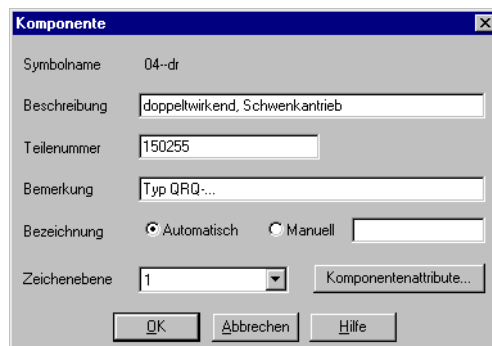 Komponente
Symbolname 04--dr
Beschreibung doppeltwirkend, Schwenkantrieb
Teilenummer 150255
Bemerkung Typ QRQ-...
Bezeichnung Automatisch Manuell
Zeichenebene 1 Komponentenattribute...
OK Abbrechen Hilfe